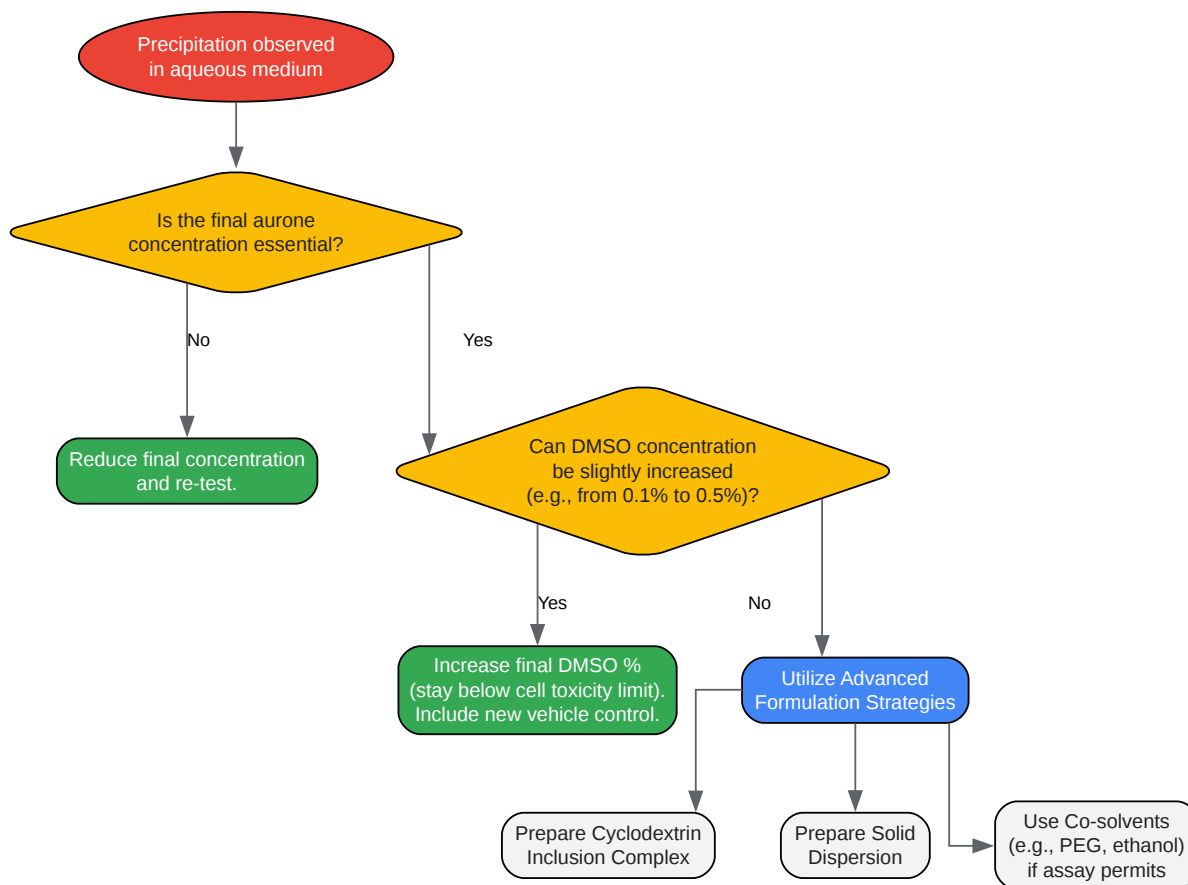 Precipitation observed
in aqueous medium
Is the final aurone
concentration essential?
No
Yes
Reduce final concentration
and re-test.
Can DMSO concentration
be slightly increased
(e.g., from 0.1% to 0.5%)?
Yes
No
Increase final DMSO %
(stay below cell toxicity limit).
Include new vehicle control.
Utilize Advanced
Formulation Strategies
Prepare Cyclodextrin
Inclusion Complex
Prepare Solid
Dispersion
Use Co-solvents
(e.g., PEG, ethanol)
if assay permits